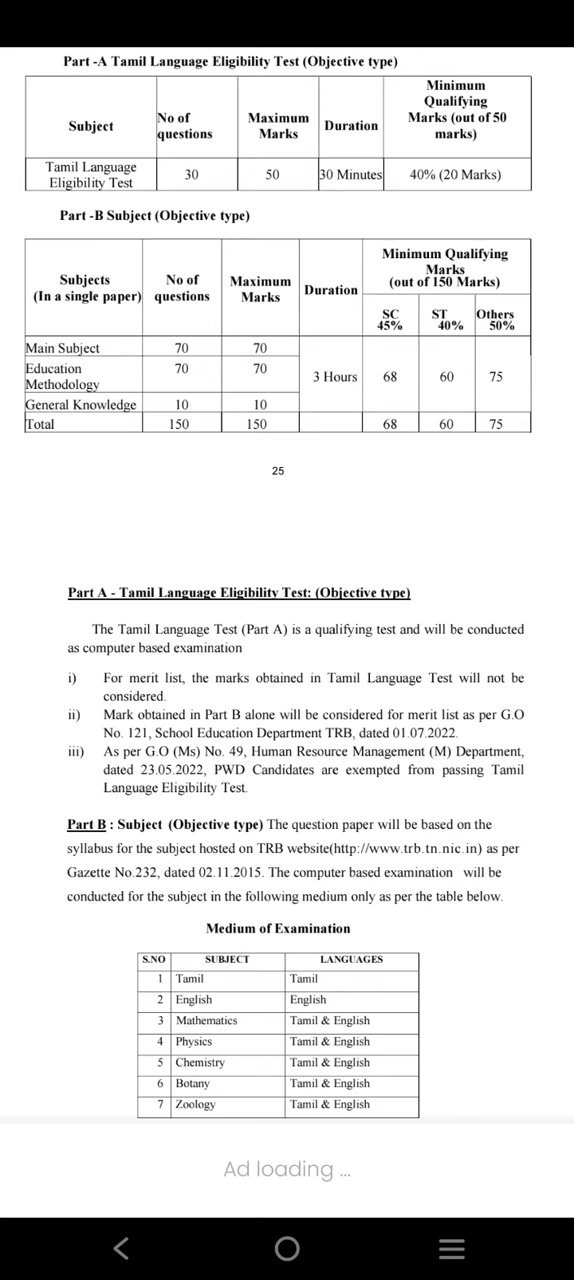 Part -A Tamil Language Eligibility Test (Objective type)
Subject
No of questions
Maximum Marks
Duration
Minimum Qualifying Marks (out of 50 marks)
Tamil Language Eligibility Test
30
50
30 Minutes
40% (20 Marks)
Part -B Subject (Objective type)
Subjects (In a single paper)
No of questions
Maximum Marks
Duration
Minimum Qualifying Marks (out of 150 Marks)
SC 45%
ST 40%
Others 50%
Main Subject 70 70
Education Methodology 70 70
3 Hours 68 60 75
General Knowledge 10 10
Total 150 150 68 60 75
25
Part A - Tamil Language Eligibility Test: (Objective type)
The Tamil Language Test (Part A) is a qualifying test and will be conducted
as computer based examination
i) For merit list, the marks obtained in Tamil Language Test will not be
considered.
ii) Mark obtained in Part B alone will be considered for merit list as per G.O
No. 121, School Education Department TRB, dated 01.07.2022.
iii) As per G.O (Ms) No. 49, Human Resource Management (M) Department,
dated 23.05.2022, PWD Candidates are exempted from passing Tamil
Language Eligibility Test.
Part B : Subject (Objective type) The question paper will be based on the
syllabus for the subject hosted on TRB website(http://www.trb.tn.nic.in) as per
Gazette No.232, dated 02.11.2015. The computer based examination will be
conducted for the subject in the following medium only as per the table below.
Medium of Examination
S.NO SUBJECT LANGUAGES
1 Tamil Tamil
2 English English
3 Mathematics Tamil & English
4 Physics Tamil & English
5 Chemistry Tamil & English
6 Botany Tamil & English
7 Zoology Tamil & English
Ad loading ...